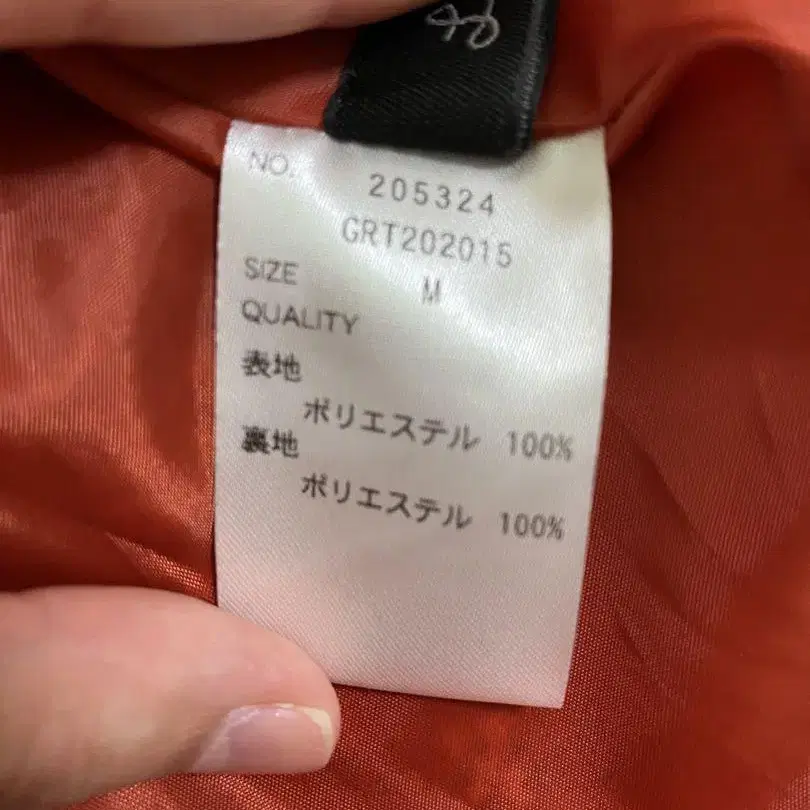 NO.
205324
GRT202015
SIZE M
QUALITY
表地
ポリエステル 100%
裏地
ポリエステル 100%